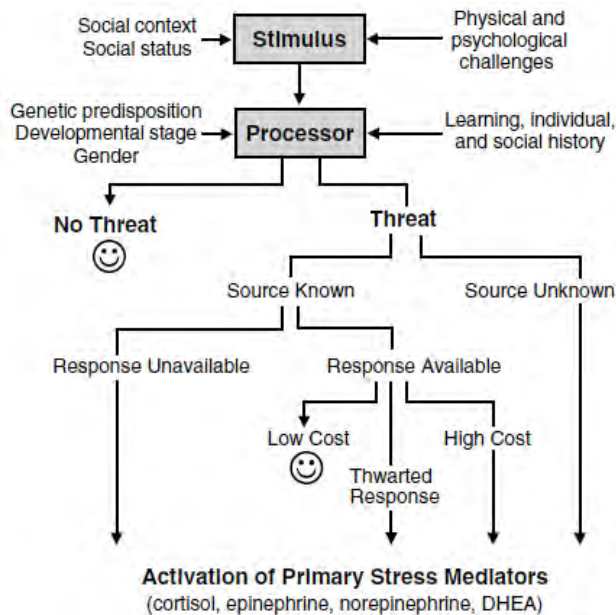 Social context
Social status
Stimulus
Physical and
psychological
challenges
Genetic predisposition
Developmental stage
Gender
Processor
Learning, individual,
and social history
No Threat
Threat
Source Known
Source Unknown
Response Unavailable
Response Available
Low Cost
High Cost
Thwarted
Response
Activation of Primary Stress Mediators
(cortisol, epinephrine, norepinephrine, DHEA)